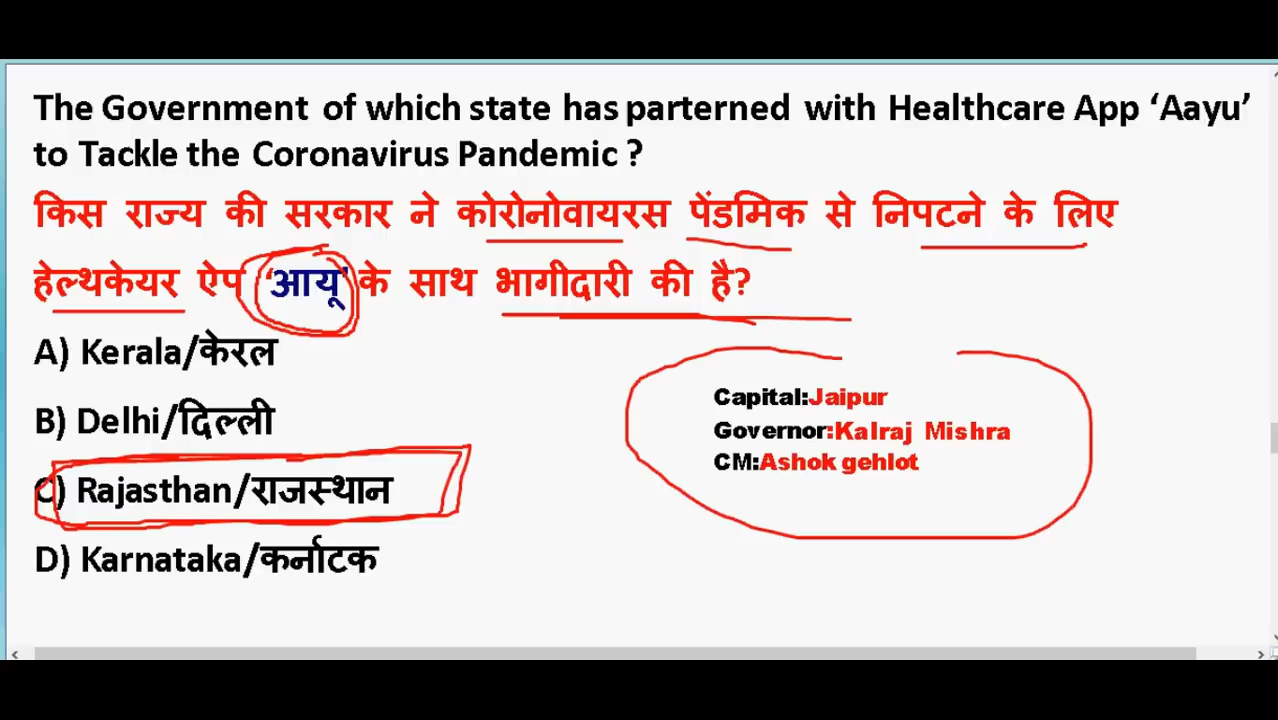 The Government of which state has parterned with Healthcare App ‘Aayu’
to Tackle the Coronavirus Pandemic ?
किस राज्य की सरकार ने कोरोनोवायरस पेंडमिक से निपटने के लिए
हेल्थकेयर ऐप ‘आयू’ के साथ भागीदारी की है?
A) Kerala/केरल
B) Delhi/दिल्ली
C) Rajasthan/राजस्थान
D) Karnataka/कर्नाटक
Capital:Jaipur
Governor:Kalraj Mishra
CM:Ashok gehlot